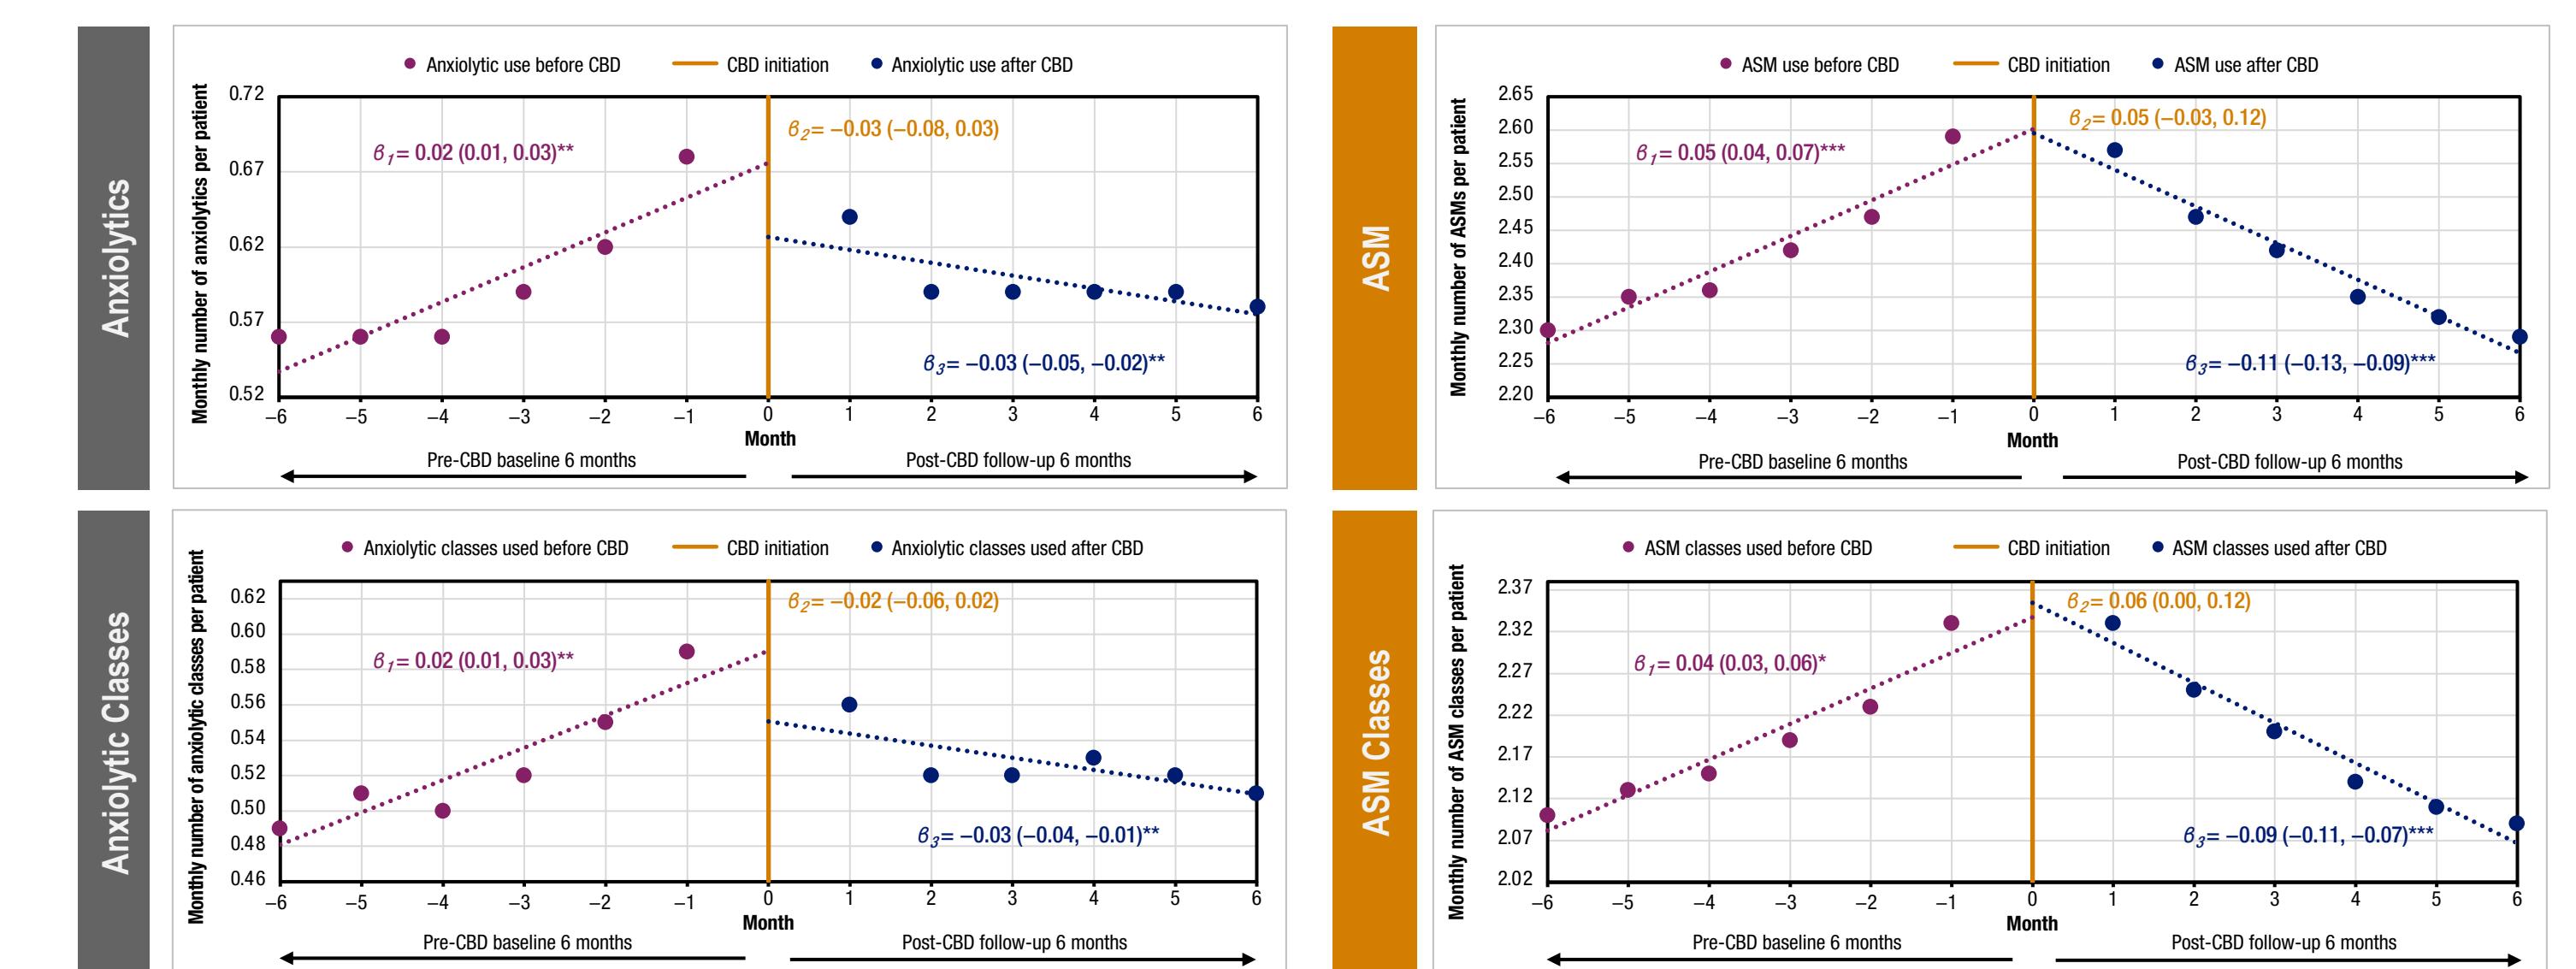 Anxiolytics
Anxiolytic use before CBD
CBD initiation
Anxiolytic use after CBD
Monthly number of anxiolytics per patient
0.72
0.67
0.62
0.57
0.52
β1= 0.02 (0.01, 0.03)**
β2= −0.03 (−0.08, 0.03)
β3= −0.03 (−0.05, −0.02)**
−6 −5 −4 −3 −2 −1 0 1 2 3 4 5 6
Month
Pre-CBD baseline 6 months
Post-CBD follow-up 6 months
ASM
ASM use before CBD
CBD initiation
ASM use after CBD
Monthly number of ASMs per patient
2.65
2.60
2.55
2.50
2.45
2.40
2.35
2.30
2.25
2.20
β1= 0.05 (0.04, 0.07)***
β2= 0.05 (−0.03, 0.12)
β3= −0.11 (−0.13, −0.09)***
−6 −5 −4 −3 −2 −1 0 1 2 3 4 5 6
Month
Pre-CBD baseline 6 months
Post-CBD follow-up 6 months
Anxiolytic Classes
Anxiolytic classes used before CBD
CBD initiation
Anxiolytic classes used after CBD
Monthly number of anxiolytic classes per patient
0.62
0.60
0.58
0.56
0.54
0.52
0.50
0.48
0.46
β1= 0.02 (0.01, 0.03)**
β2= −0.02 (−0.06, 0.02)
β3= −0.03 (−0.04, −0.01)**
−6 −5 −4 −3 −2 −1 0 1 2 3 4 5 6
Month
Pre-CBD baseline 6 months
Post-CBD follow-up 6 months
ASM Classes
ASM classes used before CBD
CBD initiation
ASM classes used after CBD
Monthly number of ASM classes per patient
2.37
2.32
2.27
2.22
2.17
2.12
2.07
2.02
β1= 0.04 (0.03, 0.06)*
β2= 0.06 (0.00, 0.12)
β3= −0.09 (−0.11, −0.07)***
−6 −5 −4 −3 −2 −1 0 1 2 3 4 5 6
Month
Pre-CBD baseline 6 months
Post-CBD follow-up 6 months